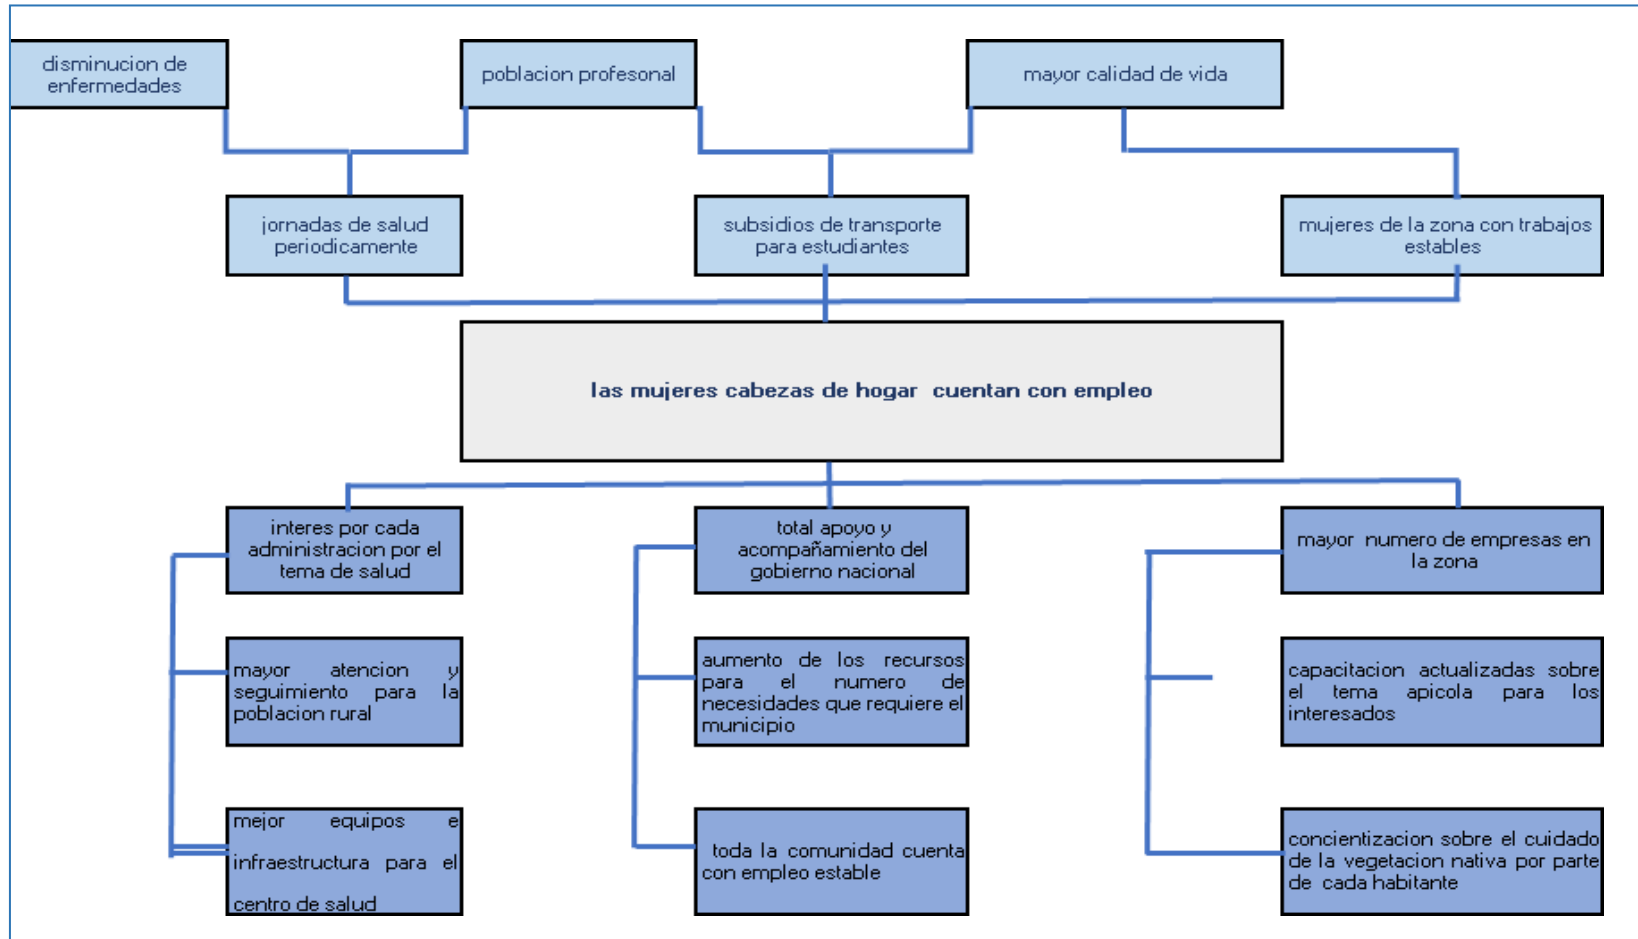 disminucion de
enfermedades
poblacion profesonal
mayor calidad de vida
jornadas de salud
periodicamente
subsidios de transporte
para estudiantes
mujeres de la zona con trabajos
estables
las mujeres cabezas de hogar cuentan con empleo
interes por cada
administracion por el
tema de salud
total apoyo y
acompañamiento del
gobierno nacional
mayor numero de empresas en
la zona
mayor atencion y
seguimiento para la
poblacion rural
aumento de los recursos
para el numero de
necesidades que requiere el
municipio
capacitacion actualizadas sobre
el tema apicola para los
interesados
mejor equipos e
infraestructura para el
centro de salud
toda la comunidad cuenta
con empleo estable
concientizacion sobre el cuidado
de la vegetacion nativa por parte
de cada habitante